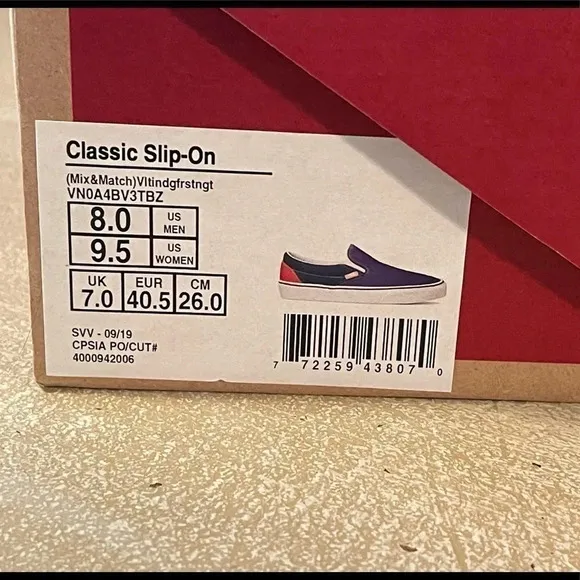 Classic Slip-On
(Mix&Match)Vltindgfrstngt
VN0A4BV3TBZ
8.0 US MEN
9.5 US WOMEN
UK EUR CM
7.0 40.5 26.0
SVV - 09/19
CPSIA PO/CUT#
4000942006
7 72259 43807 0